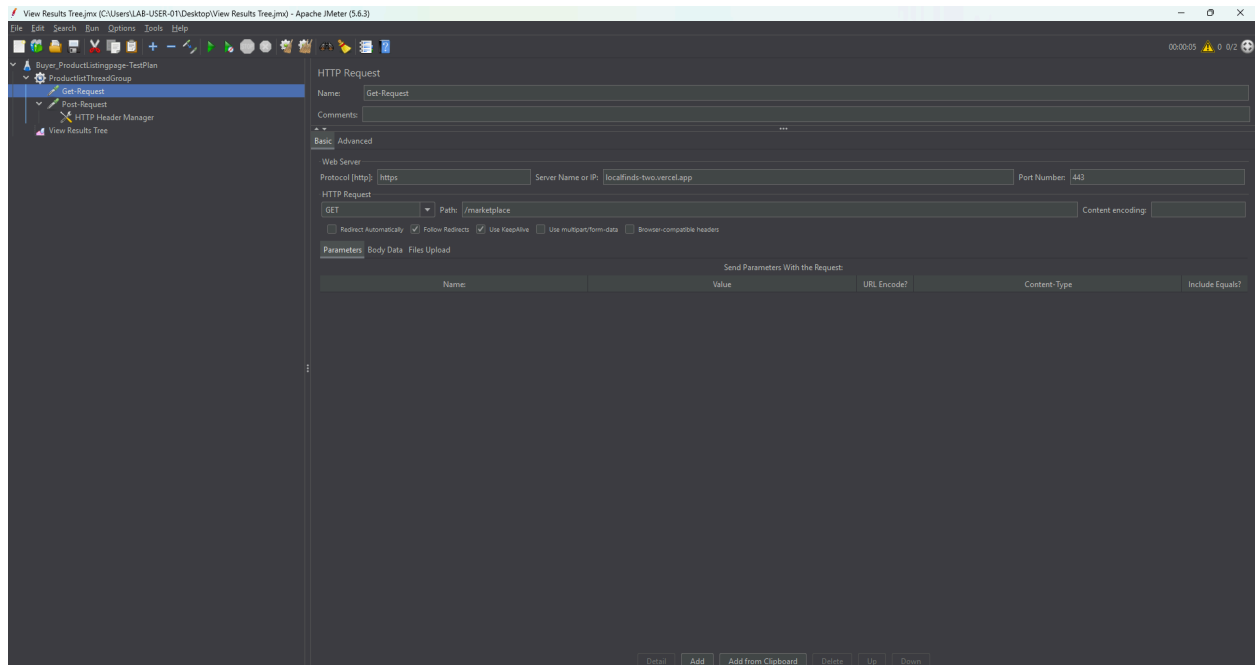 View Results Tree.jmx (C:\Users\LAB-USER-01\Desktop\View Results Tree.jmx) - Apache JMeter (5.6.3)
File Edit Search Run Options Tools Help
00:00:05 0 0/2
Buyer_ProductListingpage-TestPlan
ProductlistThreadGroup
Get-Request
Post-Request
HTTP Header Manager
View Results Tree
HTTP Request
Name: Get-Request
Comments:
Basic Advanced
Web Server
Protocol [http]: https Server Name or IP: localfinds-two.vercel.app Port Number: 443
HTTP Request
GET Path: /marketplace Content encoding:
Redirect Automatically Follow Redirects Use KeepAlive Use multipart/form-data Browser-compatible headers
Parameters Body Data Files Upload
Send Parameters With the Request:
Name: Value URL Encode? Content-Type Include Equals?
Detail Add Add from Clipboard Delete Up Down